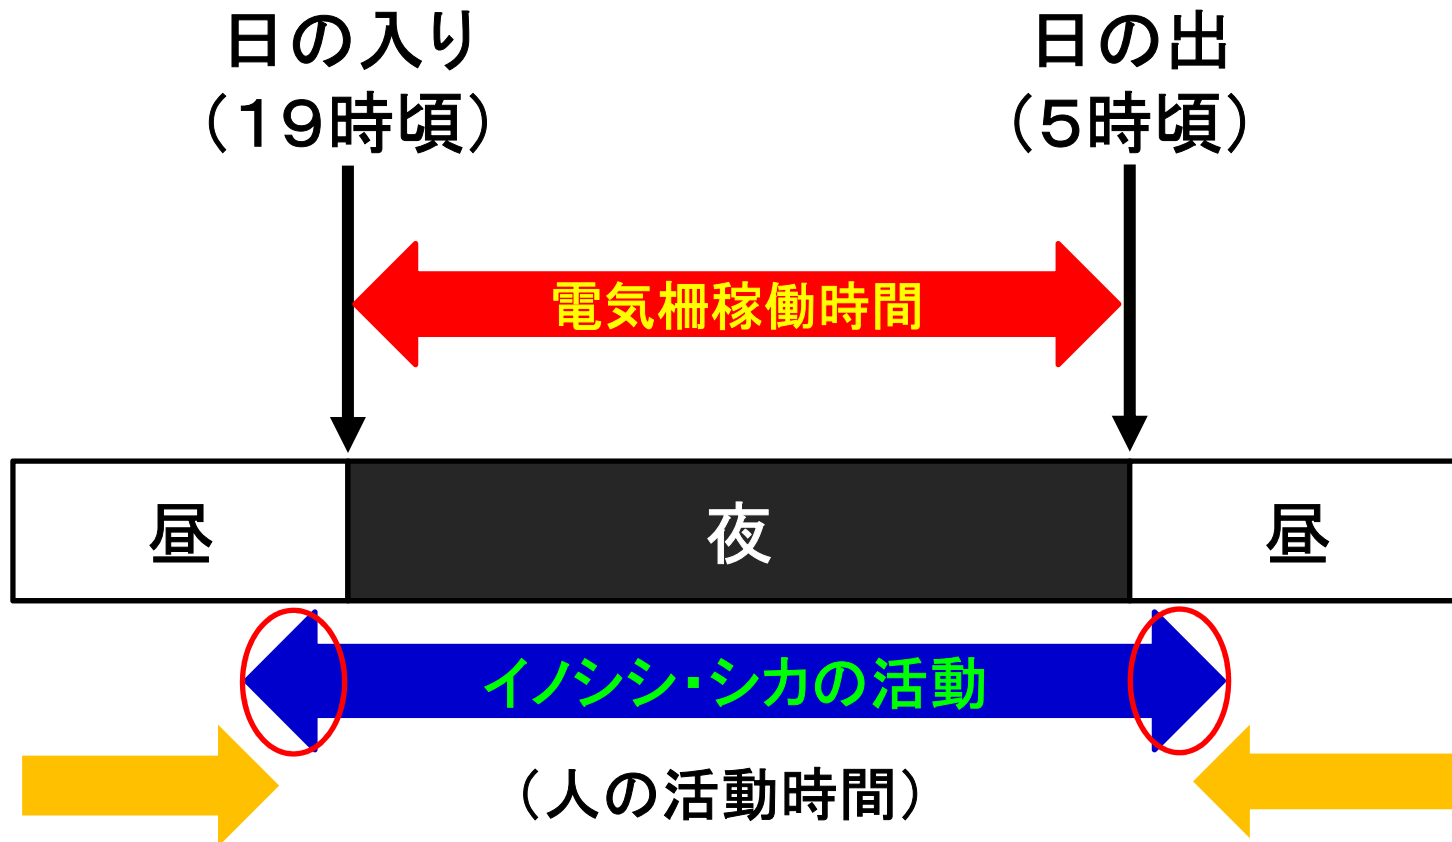 日の入り
（１９時頃）
日の出
（５時頃）
電気柵稼働時間
昼
夜
昼
イノシシ・シカの活動
（人の活動時間）